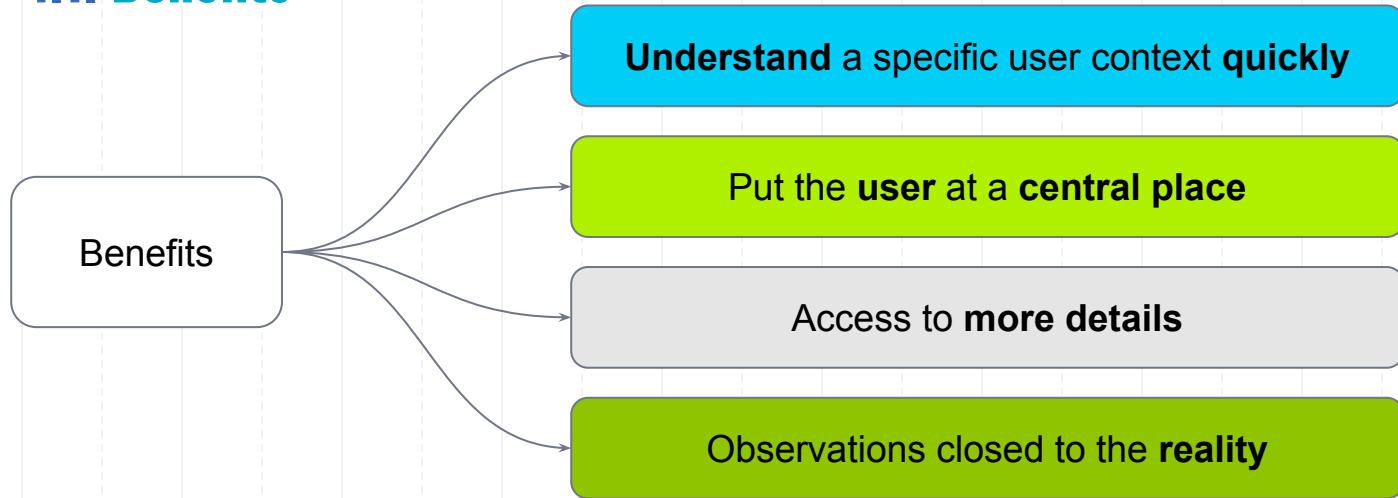 Benefits
Understand a specific user context quickly
Put the user at a central place
Benefits
Access to more details
Observations closed to the reality